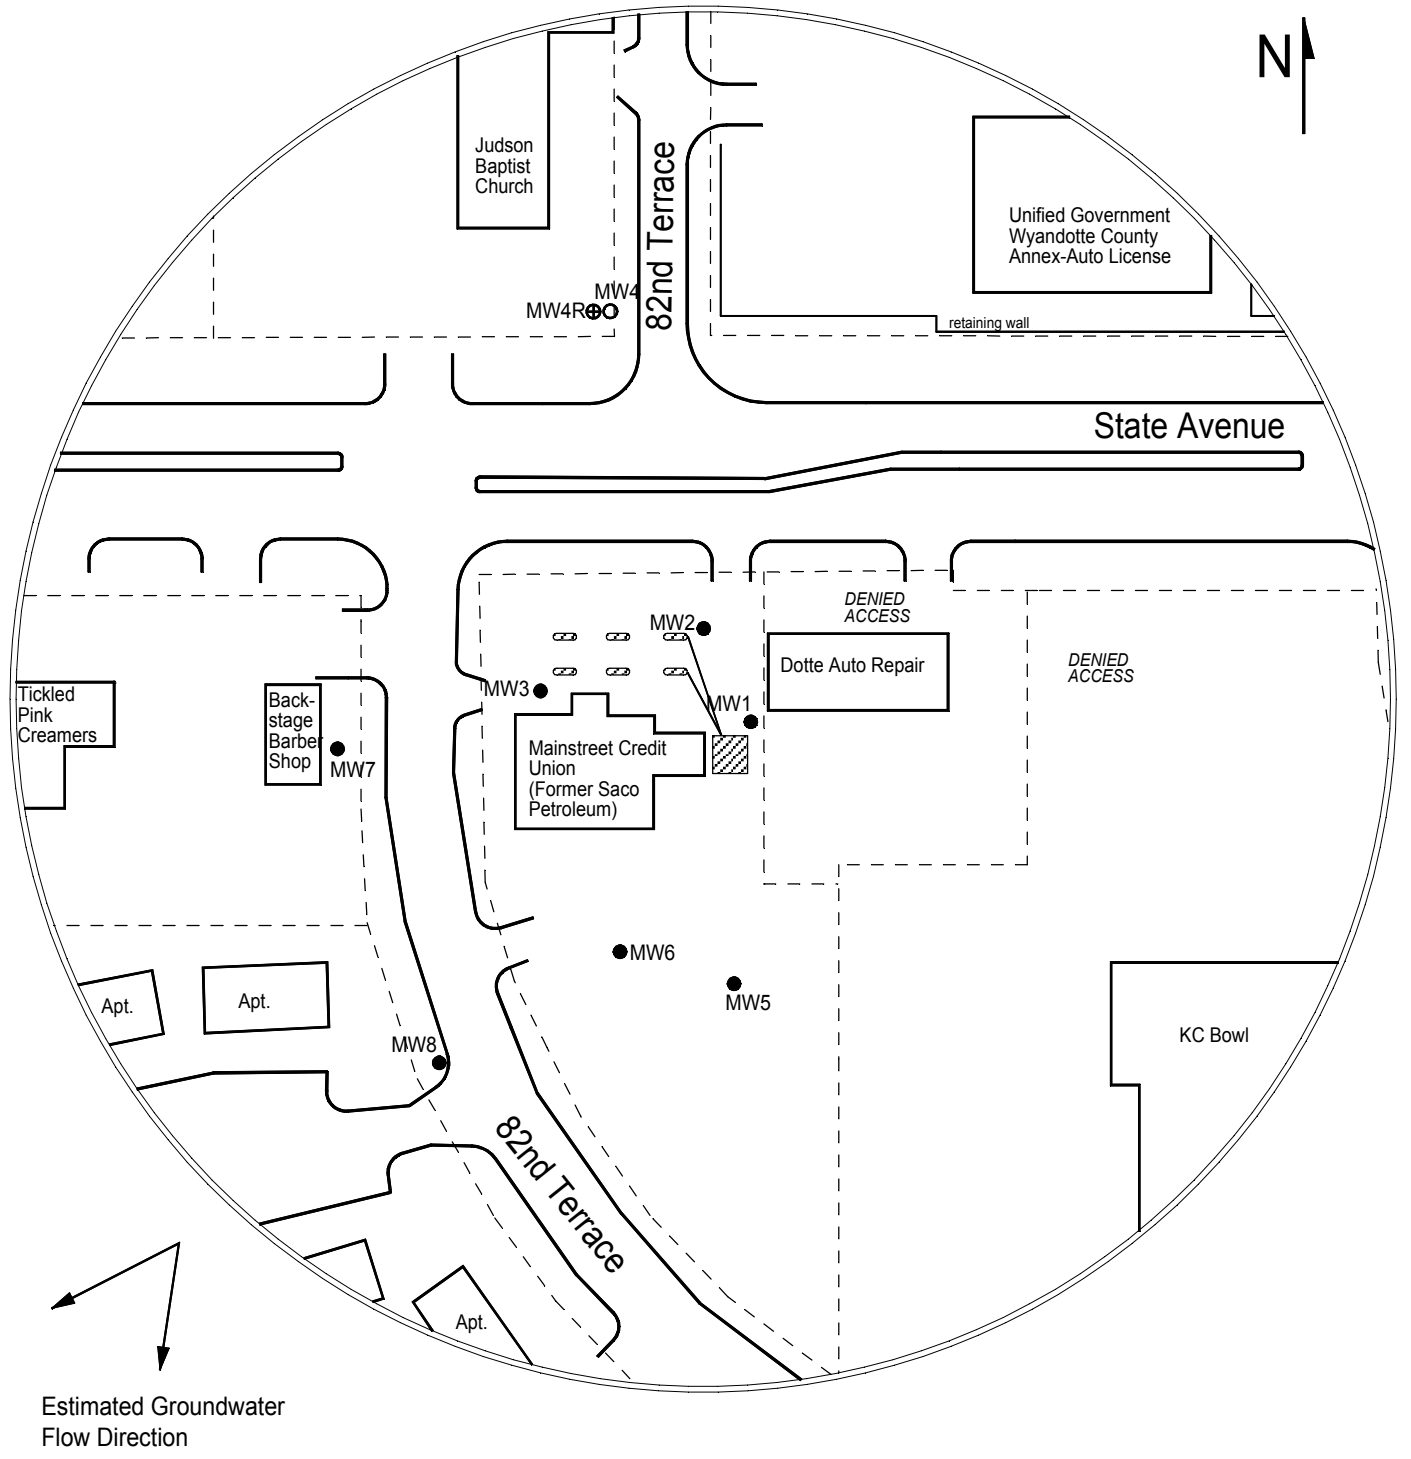 N
Judson
Baptist
Church
82nd Terrace
Unified Government
Wyandotte County
Annex-Auto License
MW4
MW4R
retaining wall
State Avenue
DENIED
ACCESS
MW2
Dotte Auto Repair
DENIED
ACCESS
Tickled
Pink
Creamers
Back-
stage
Barber
Shop
MW7
MW3
MW1
Mainstreet Credit
Union
(Former Saco
Petroleum)
MW6
MW5
Apt.
Apt.
MW8
KC Bowl
82nd Terrace
Apt.
Estimated Groundwater
Flow Direction